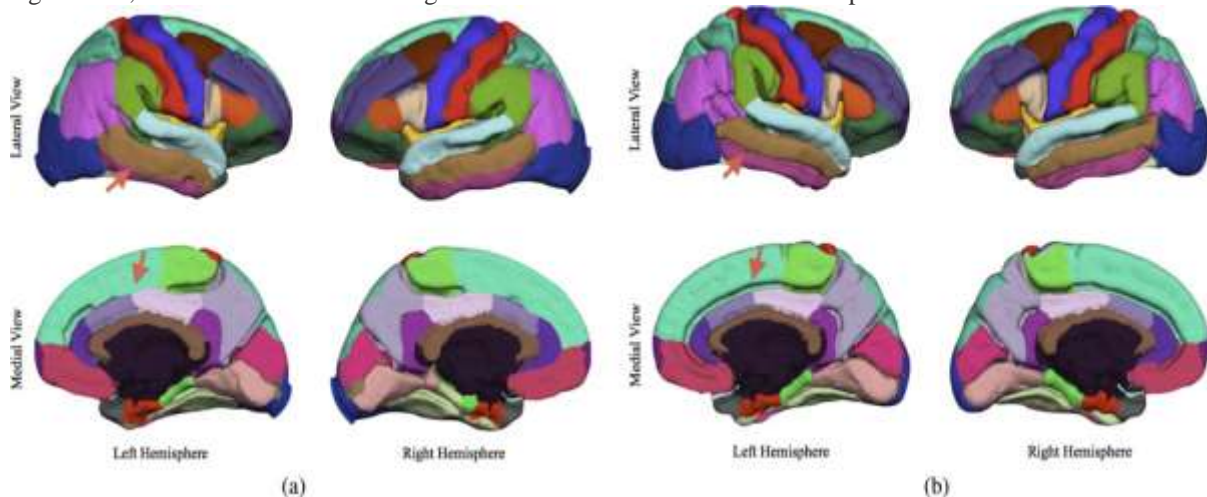 Lateral View
Lateral View
Medial View
Medial View
Left Hemisphere
Right Hemisphere
Left Hemisphere
Right Hemisphere
(a)
(b)